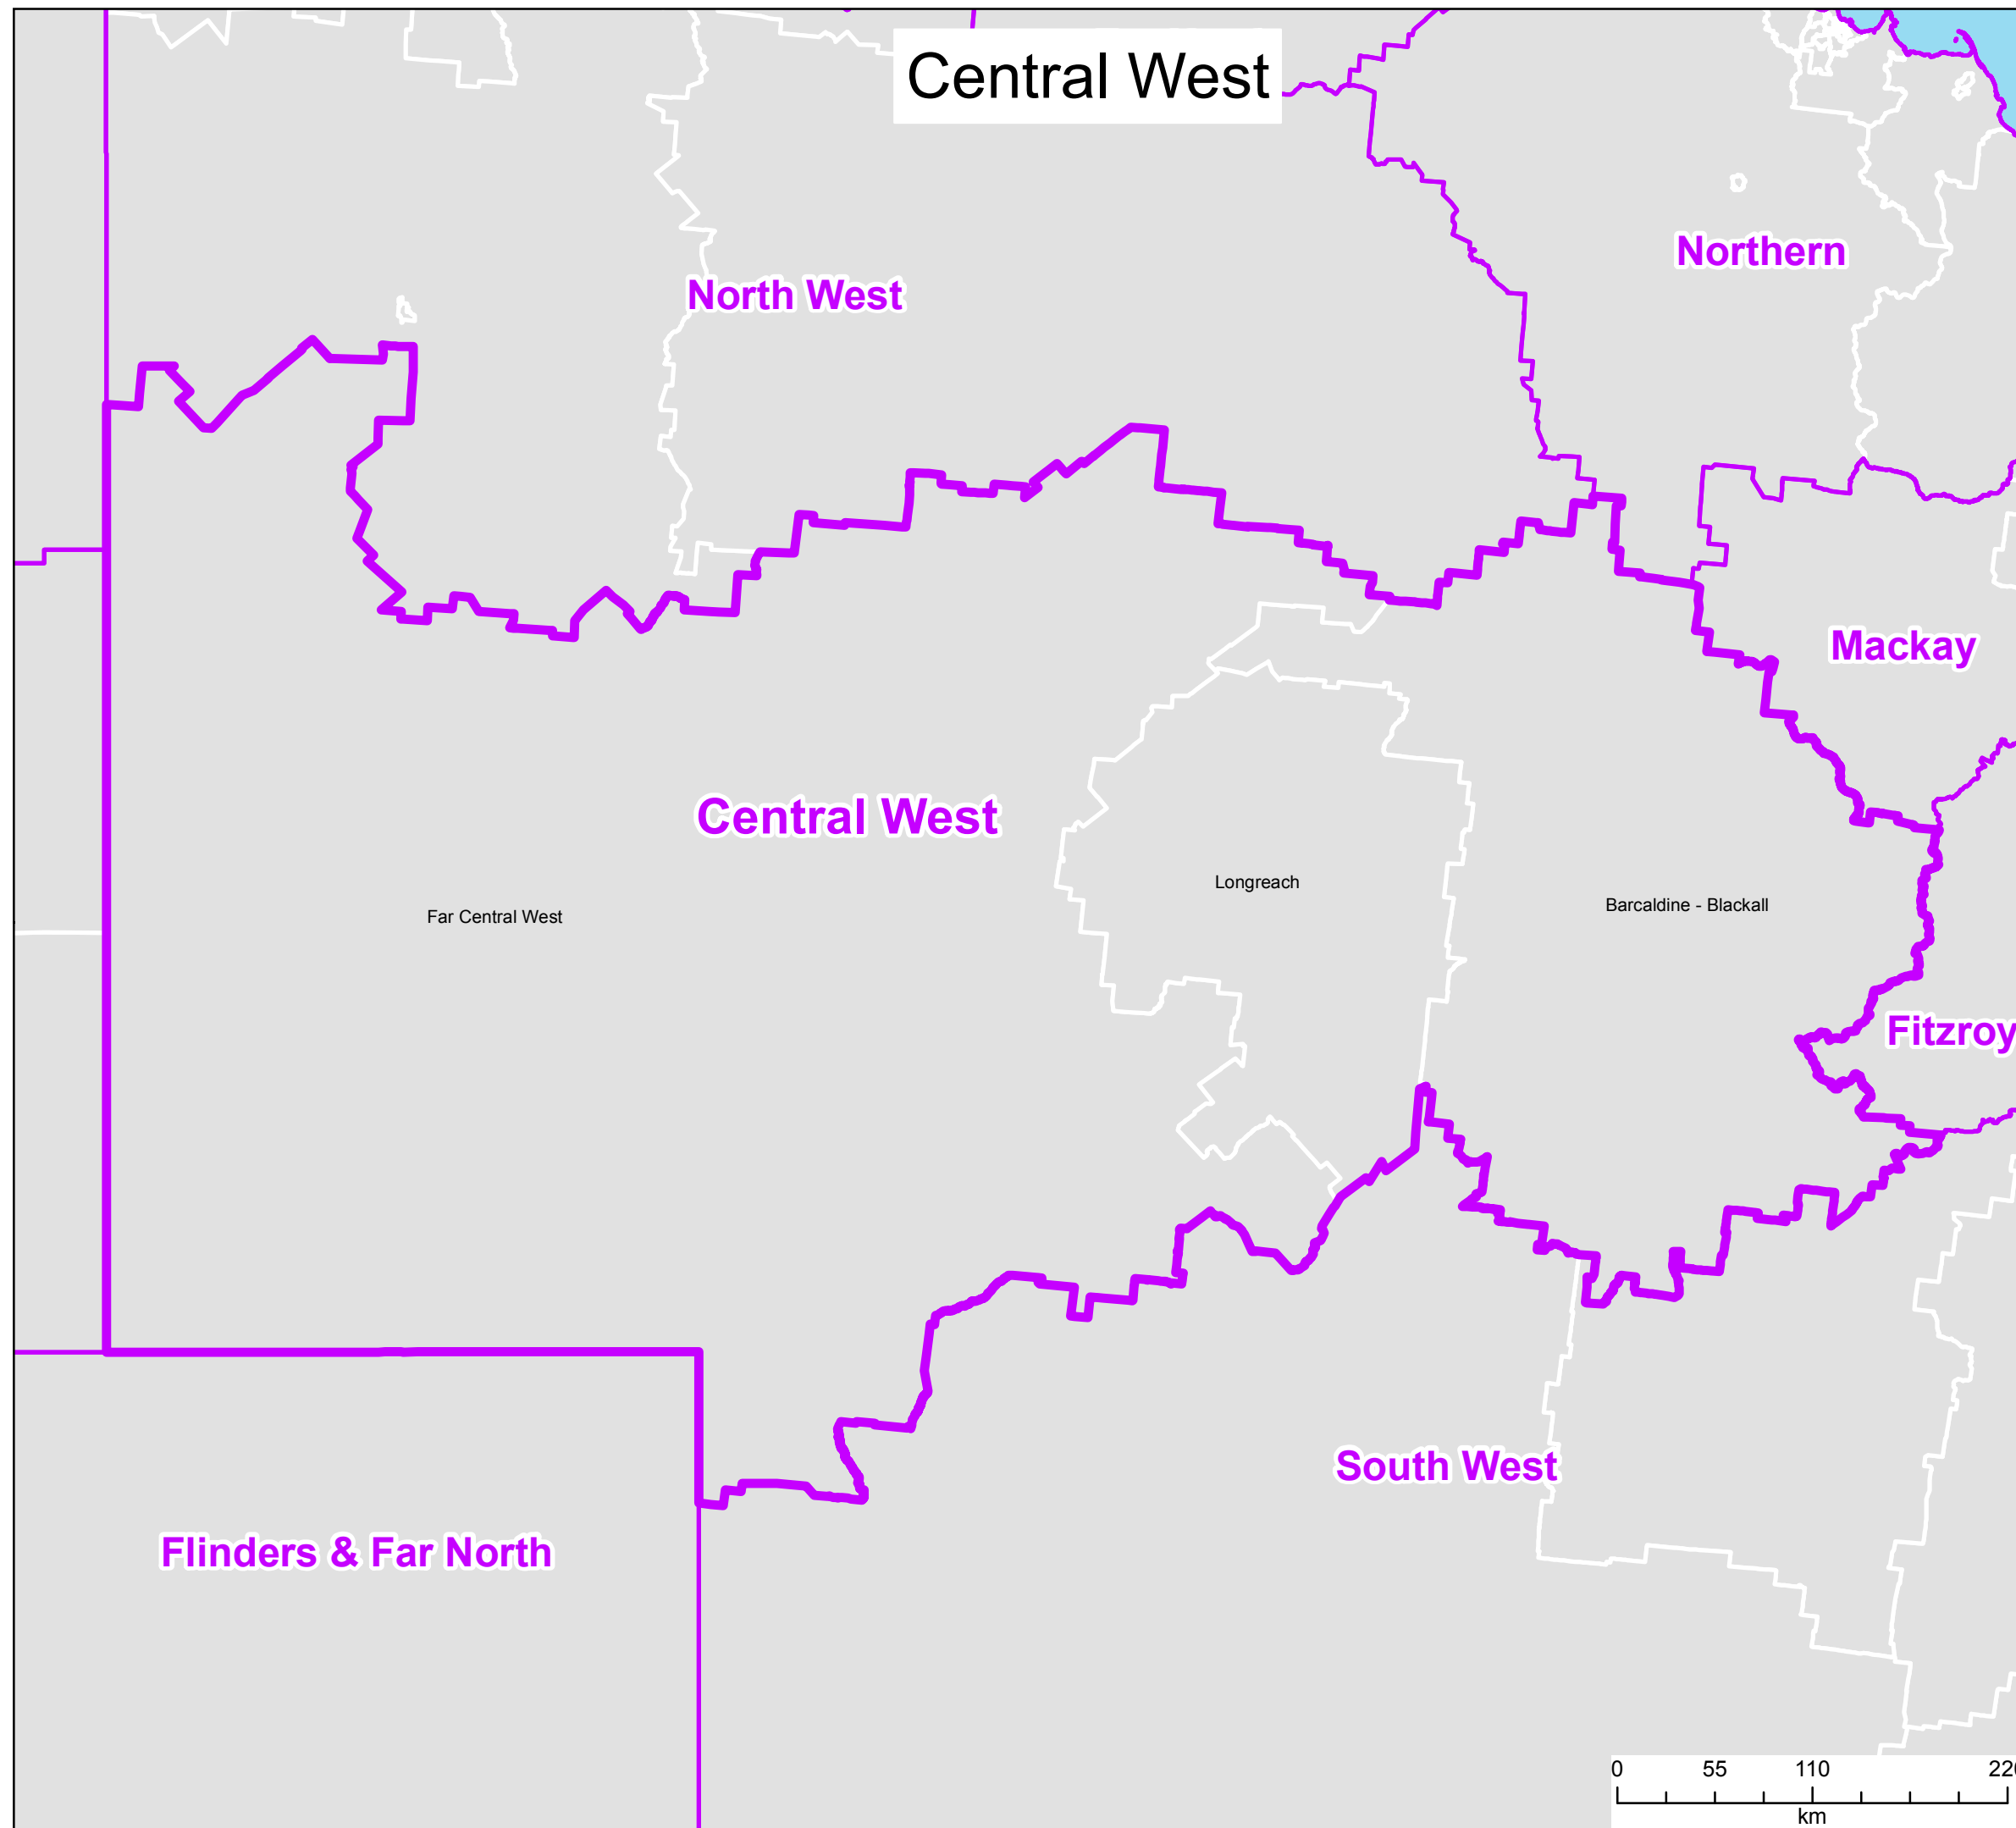 Central West
Northern
North West
Mackay
Central West
Longreach
Barcaldine - Blackall
Far Central West
Fitzroy
South West
Flinders & Far North
0 55 110
km